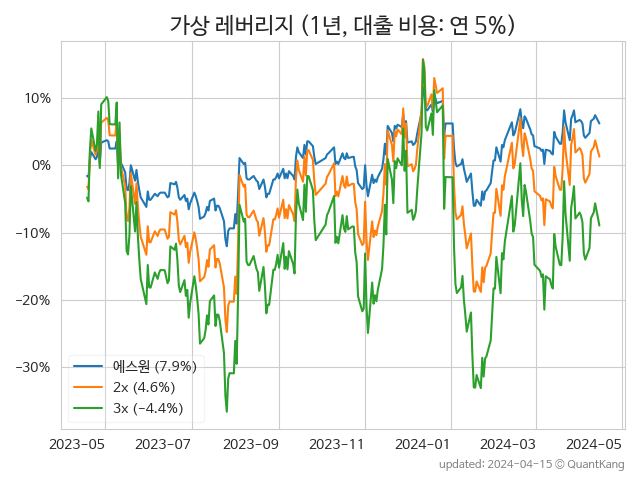 가상 레버리지 (1년, 대출 비용: 연 5%)
10%
0%
−10%
−20%
−30%
에스원 (7.9%)
2x (4.6%)
3x (−4.4%)
2023-05 2023-07 2023-09 2023-11 2024-01 2024-03 2024-05
updated: 2024-04-15 © QuantKang